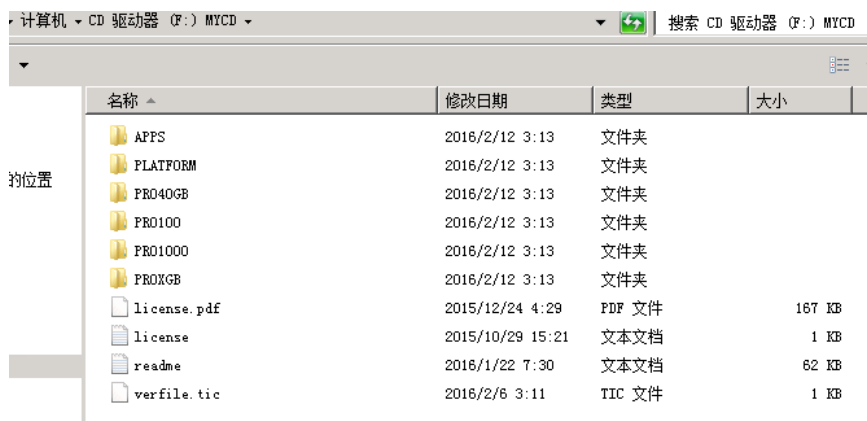 计算机 CD 驱动器 (F:) MYCD 搜索 CD 驱动器 (F:) MYCD
名称 修改日期 类型 大小
APPS 2016/2/12 3:13 文件夹
PLATFORM 2016/2/12 3:13 文件夹
的位置
PRO40GB 2016/2/12 3:13 文件夹
PRO100 2016/2/12 3:13 文件夹
PRO1000 2016/2/12 3:13 文件夹
PROXGB 2016/2/12 3:13 文件夹
license.pdf 2015/12/24 4:29 PDF 文件 167 KB
license 2015/10/29 15:21 文本文档 1 KB
readme 2016/1/22 7:30 文本文档 62 KB
verfile.tic 2016/2/6 3:11 TIC 文件 1 KB